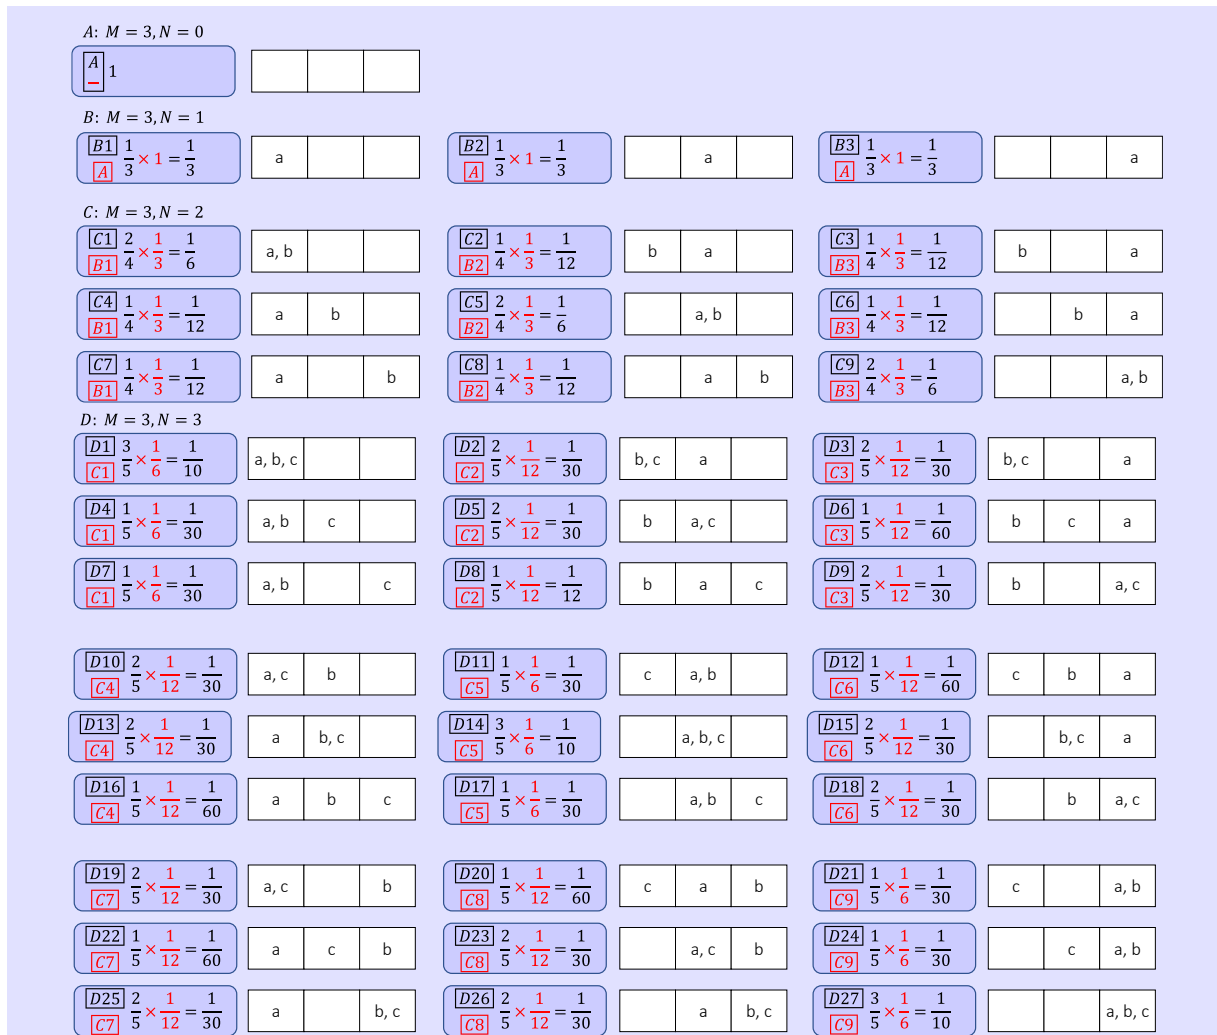 A: M = 3, N = 0
A 1
—
B: M = 3, N = 1
B1 1/3 × 1 = 1/3 a B2 1/3 × 1 = 1/3 a B3 1/3 × 1 = 1/3 a
A A A
C: M = 3, N = 2
C1 2/4 × 1/3 = 1/6 a, b C2 1/4 × 1/3 = 1/12 b a C3 1/4 × 1/3 = 1/12 b a
B1 B2 B3
C4 1/4 × 1/3 = 1/12 a b C5 2/4 × 1/3 = 1/6 a, b C6 1/4 × 1/3 = 1/12 b a
B1 B2 B3
C7 1/4 × 1/3 = 1/12 a b C8 1/4 × 1/3 = 1/12 a b C9 2/4 × 1/3 = 1/6 a, b
B1 B2 B3
D: M = 3, N = 3
D1 3/5 × 1/6 = 1/10 a, b, c D2 2/5 × 1/12 = 1/30 b, c a D3 2/5 × 1/12 = 1/30 b, c a
C1 C2 C3
D4 1/5 × 1/6 = 1/30 a, b c D5 2/5 × 1/12 = 1/30 b a, c D6 1/5 × 1/12 = 1/60 b c a
C1 C2 C3
D7 1/5 × 1/6 = 1/30 a, b c D8 1/5 × 1/12 = 1/12 b a c D9 2/5 × 1/12 = 1/30 b a, c
C1 C2 C3
D10 2/5 × 1/12 = 1/30 a, c b D11 1/5 × 1/6 = 1/30 c a, b D12 1/5 × 1/12 = 1/60 c b a
C4 C5 C6
D13 2/5 × 1/12 = 1/30 a b, c D14 3/5 × 1/6 = 1/10 a, b, c D15 2/5 × 1/12 = 1/30 b, c a
C4 C5 C6
D16 1/5 × 1/12 = 1/60 a b c D17 1/5 × 1/6 = 1/30 a, b c D18 2/5 × 1/12 = 1/30 b a, c
C4 C5 C6
D19 2/5 × 1/12 = 1/30 a, c b D20 1/5 × 1/12 = 1/60 c a b D21 1/5 × 1/6 = 1/30 c a, b
C7 C8 C9
D22 1/5 × 1/12 = 1/60 a c b D23 2/5 × 1/12 = 1/30 a, c b D24 1/5 × 1/6 = 1/30 c a, b
C7 C8 C9
D25 2/5 × 1/12 = 1/30 a b, c D26 2/5 × 1/12 = 1/30 a b, c D27 3/5 × 1/6 = 1/10 a, b, c
C7 C8 C9